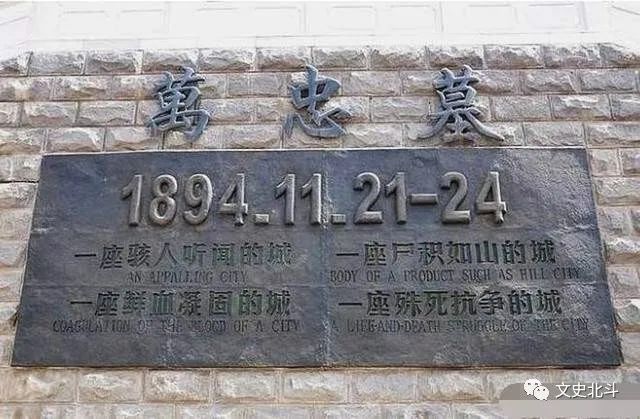 萬忠墓
1894.11.21-24
一座骇人听闻的城 一座尸积如山的城
AN APPALLING CITY BODY OF A PRODUCT SUCH AS HILL CITY
一座鲜血凝固的城 一座殊死抗争的城
COAGULATION OF THE BLOOD OF A CITY A LIFE-AND-DEATH STRUGGLE OF THE CITY
文史北斗